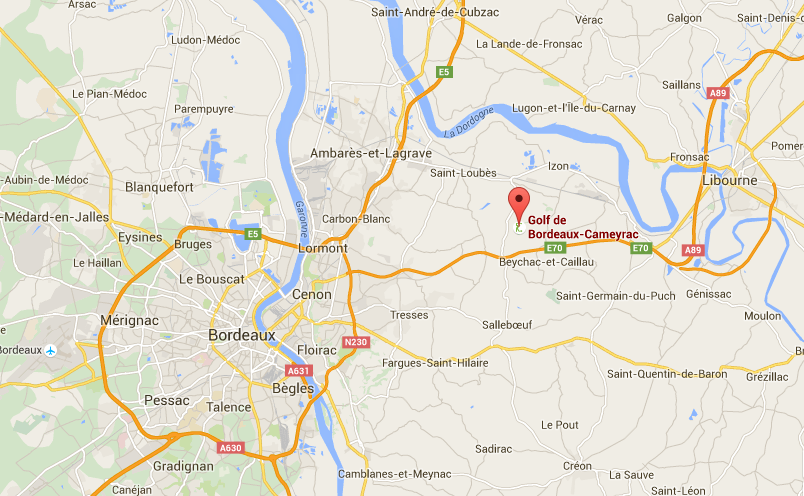 Arsac
Saint-André-de-Cubzac
Vérac
Galgon
Saint-Denis-d
Ludon-Médoc
La Lande-de-Fronsac
E5
Saillans
A89
Le Pian-Médoc
Parempuyre
Lugon-et-l'Île-du-Carnay
La Dordogne
Pomer
Ambarès-et-Lagrave
Izon
Fronsac
Saint-Loubès
Libourne
-Aubin-de-Médoc
Blanquefort
Garonne
Carbon-Blanc
Golf de
Bordeaux-Cameyrac
-Médard-en-Jalles
Eysines
Bruges
E5
Lormont
E70
E70
A89
Beychac-et-Caillau
Le Haillan
Le Bouscat
Cenon
Saint-Germain-du-Puch
Génissac
Moulon
Mérignac
Tresses
Sallebœuf
Bordeaux
N230
ordeaux
Floirac
Fargues-Saint-Hilaire
Br
A631
Saint-Quentin-de-Baron
Grézillac
Bègles
Pessac
Talence
Le Pout
A630
Sadirac
Gradignan
Créon
Camblanes-et-Meynac
La Sauve
Canéjan
Saint-Léon